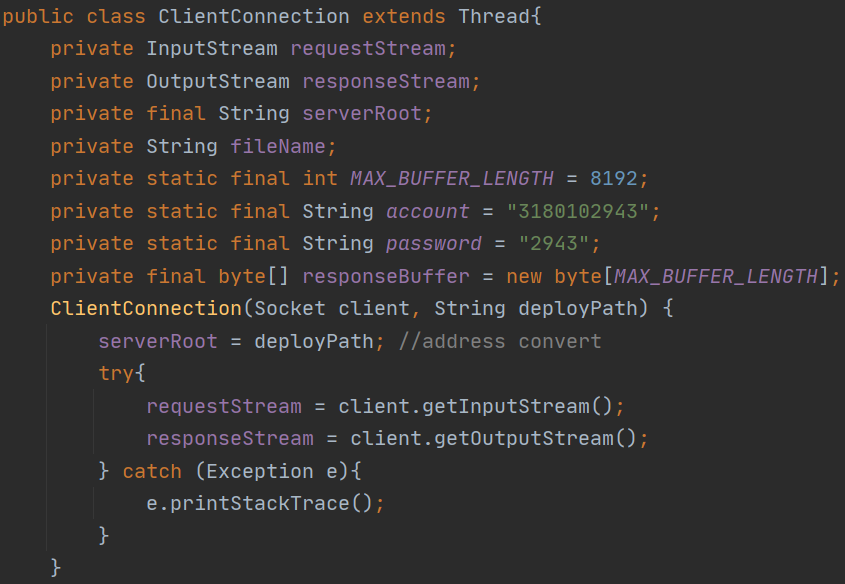 public class ClientConnection extends Thread{
    private InputStream requestStream;
    private OutputStream responseStream;
    private final String serverRoot;
    private String fileName;
    private static final int MAX_BUFFER_LENGTH = 8192;
    private static final String account = "3180102943";
    private static final String password = "2943";
    private final byte[] responseBuffer = new byte[MAX_BUFFER_LENGTH];
    ClientConnection(Socket client, String deployPath) {
        serverRoot = deployPath; //address convert
        try{
            requestStream = client.getInputStream();
            responseStream = client.getOutputStream();
        } catch (Exception e){
            e.printStackTrace();
        }
    }